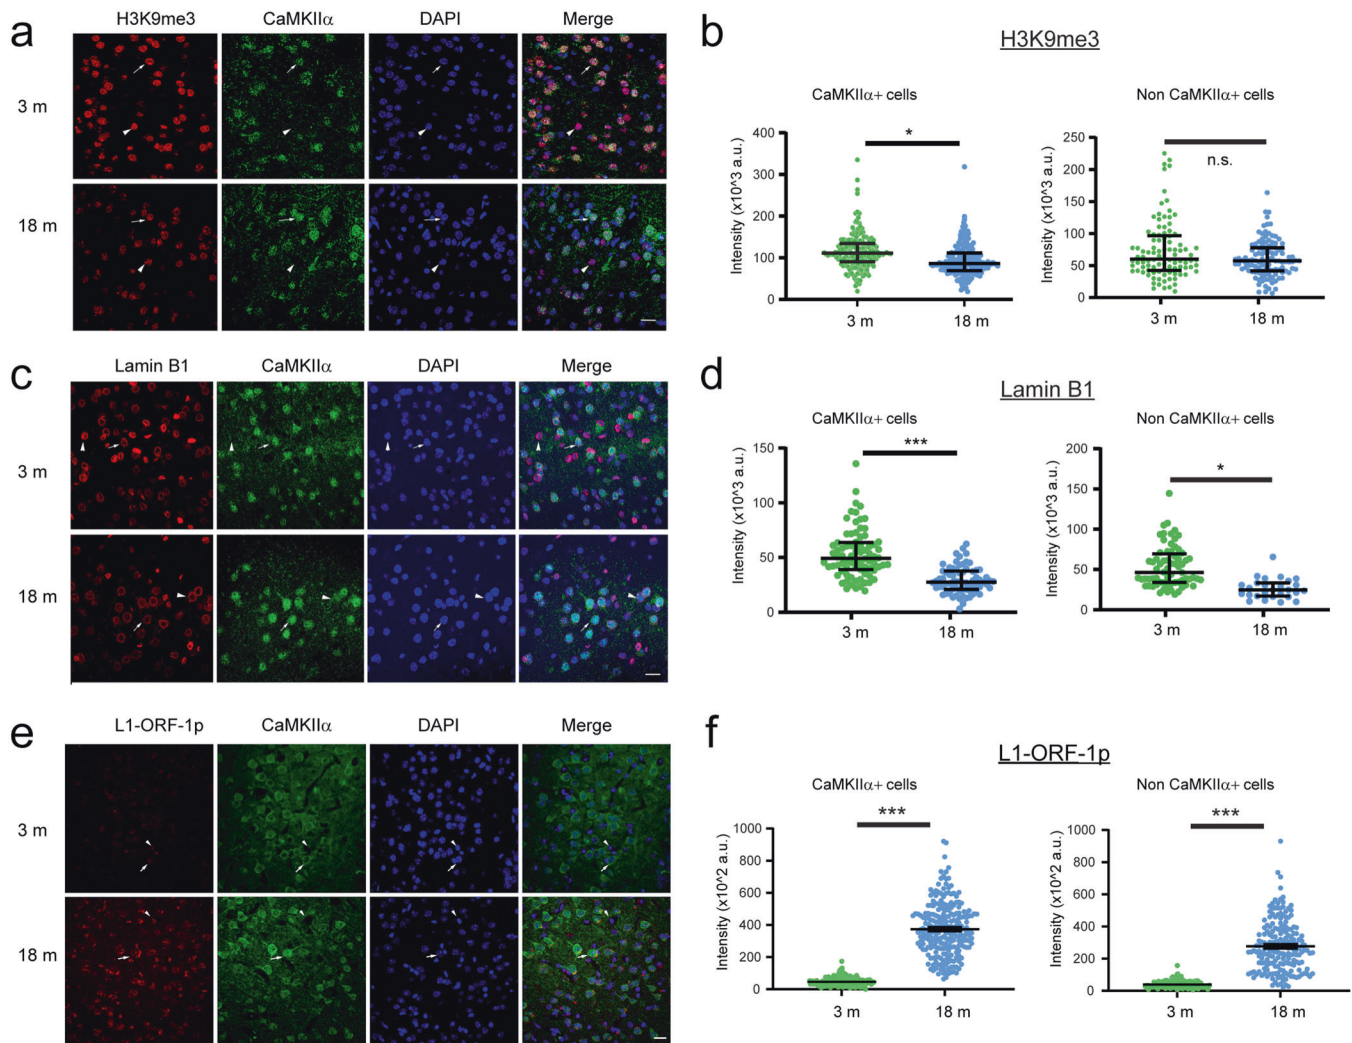 a
H3K9me3 CaMKIIα DAPI Merge
3 m
18 m
b
H3K9me3
CaMKIIα+ cells
Intensity (x10^3 a.u.)
400
300
200
100
0
*
3 m 18 m
Non CaMKIIα+ cells
Intensity (x10^3 a.u.)
250
200
150
100
50
0
n.s.
3 m 18 m
c
Lamin B1 CaMKIIα DAPI Merge
3 m
18 m
d
Lamin B1
CaMKIIα+ cells
Intensity (x10^3 a.u.)
150
100
50
0
***
3 m 18 m
Non CaMKIIα+ cells
Intensity (x10^3 a.u.)
200
150
100
50
0
*
3 m 18 m
e
L1-ORF-1p CaMKIIα DAPI Merge
3 m
18 m
f
L1-ORF-1p
CaMKIIα+ cells
Intensity (x10^2 a.u.)
1000
800
600
400
200
0
***
3 m 18 m
Non CaMKIIα+ cells
Intensity (x10^2 a.u.)
1000
800
600
400
200
0
***
3 m 18 m